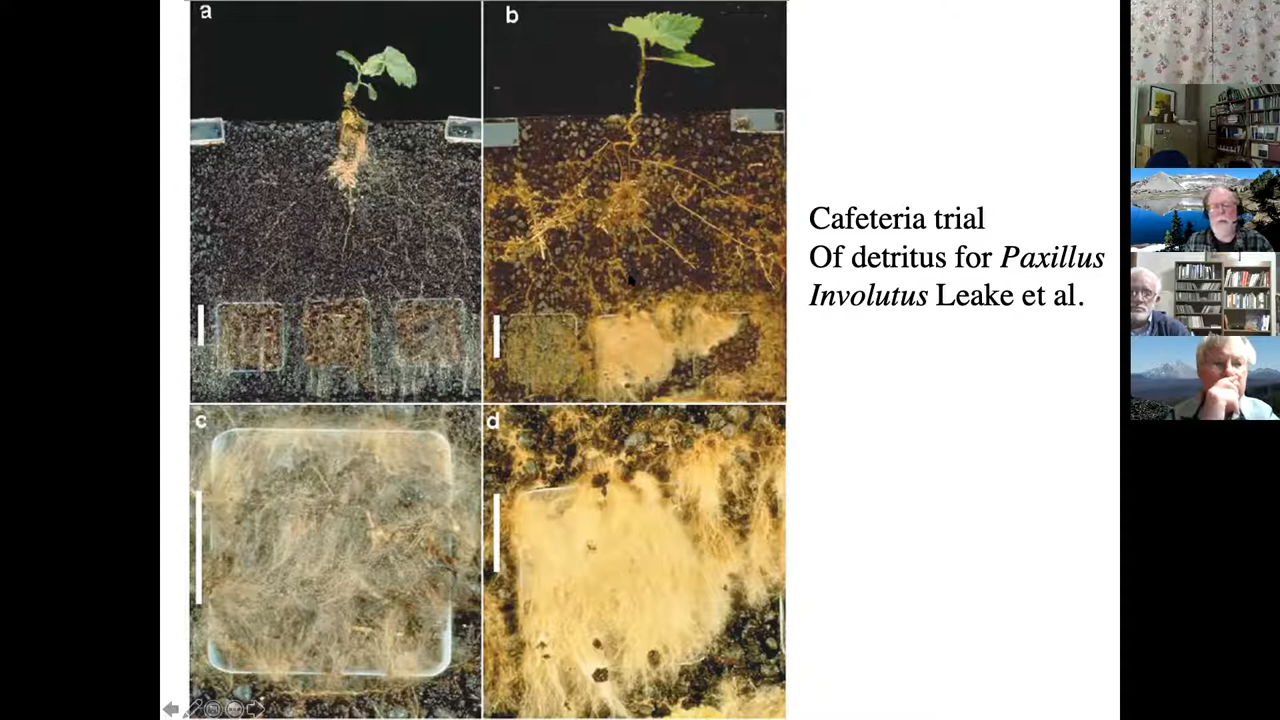 a
b
Cafeteria trial
Of detritus for Paxillus
Involutus Leake et al.
c
d